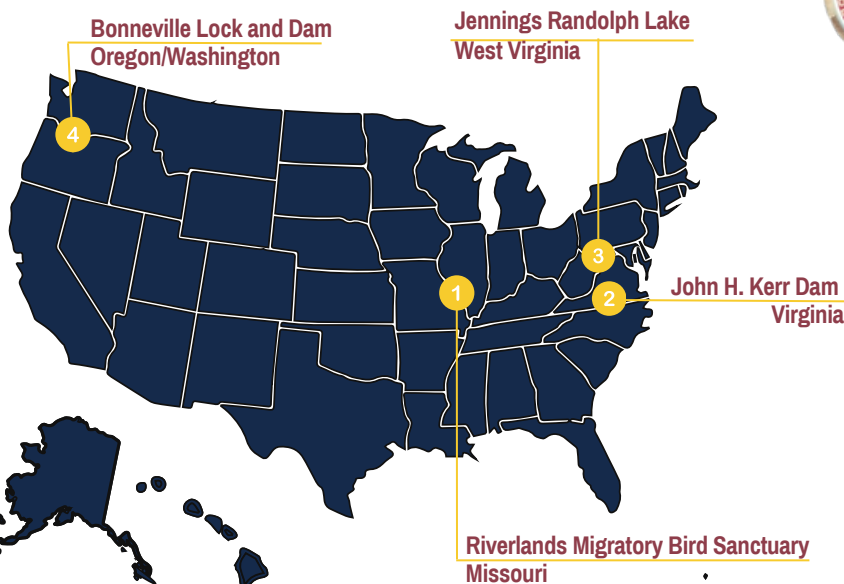 Bonneville Lock and Dam
Oregon/Washington
Jennings Randolph Lake
West Virginia
4
3
1
2
John H. Kerr Dam
Virginia
Riverlands Migratory Bird Sanctuary
Missouri